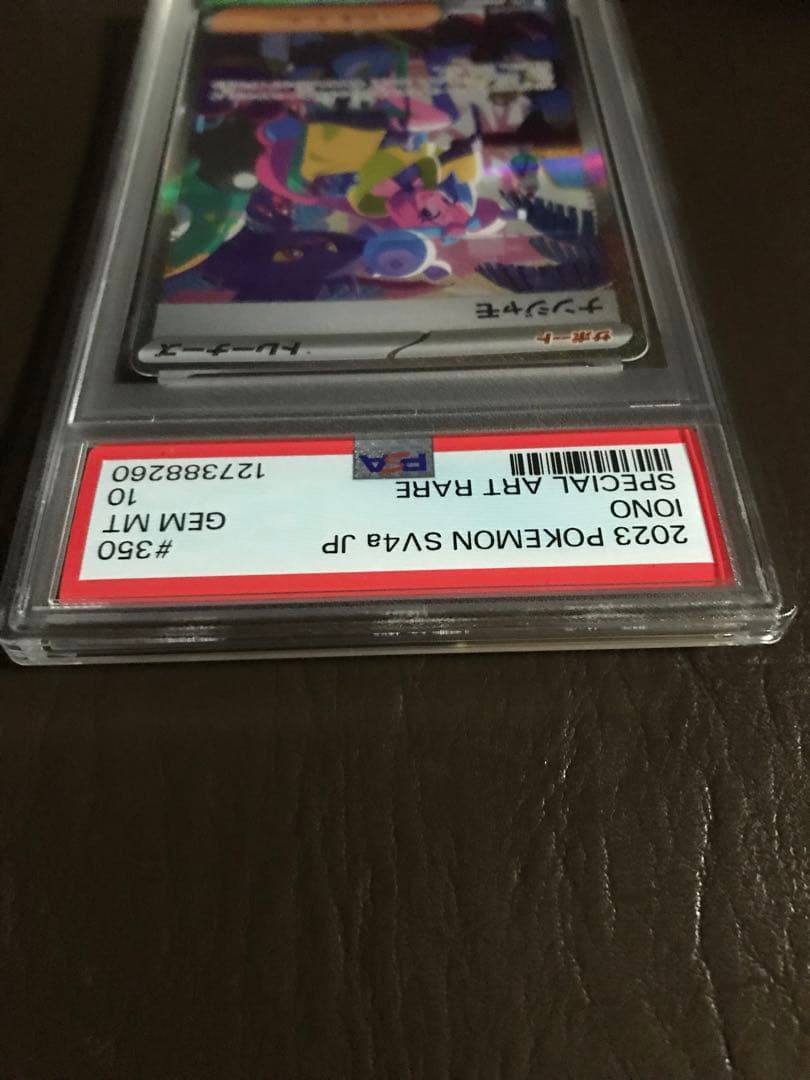 2023 POKEMON SV4a JP #350
IONO GEM MT
SPECIAL ART RARE 10
PSA 127388260
サポート トレーナーズ
ナンジャモ